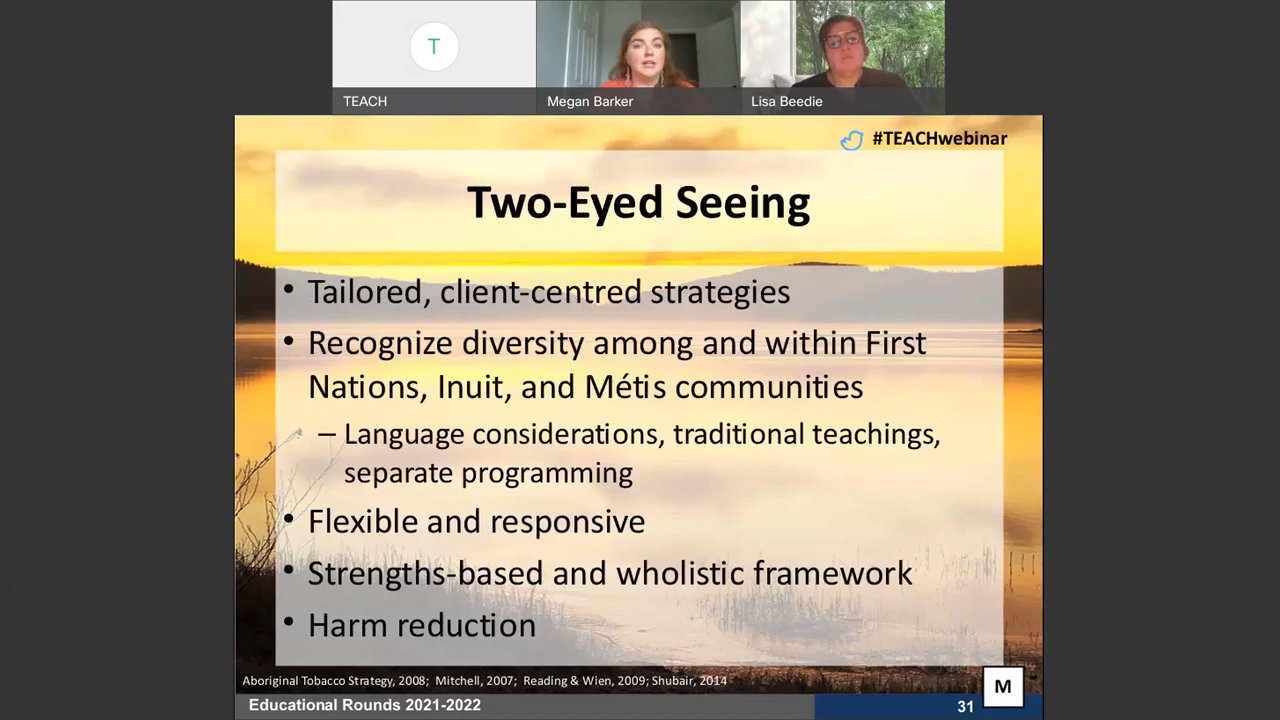 T
TEACH
Megan Barker
Lisa Beedie
#TEACHwebinar
Two-Eyed Seeing
• Tailored, client-centred strategies
• Recognize diversity among and within First
Nations, Inuit, and Métis communities
– Language considerations, traditional teachings,
separate programming
• Flexible and responsive
• Strengths-based and wholistic framework
• Harm reduction
Aboriginal Tobacco Strategy, 2008; Mitchell, 2007; Reading & Wien, 2009; Shubair, 2014
M
Educational Rounds 2021-2022
31